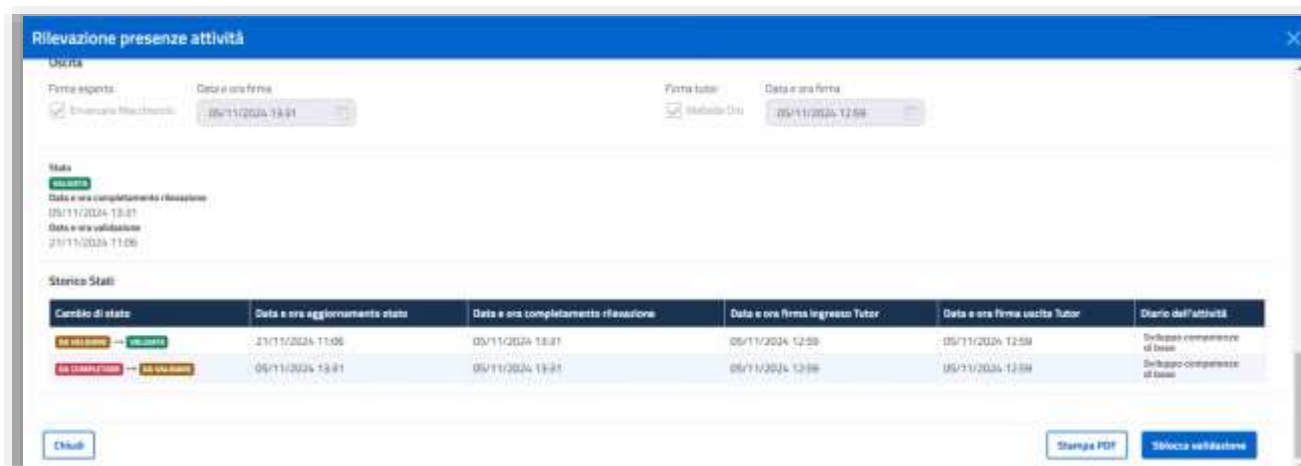 Rilevazione presenze attività
Uscita
Firma esperto Data e ora firma Firma tutor Data e ora firma
05/11/2024 13:31 05/11/2024 12:59
Stato
VALIDATA
Data e ora completamento rilevazione
05/11/2024 13:31
Data e ora validazione
21/11/2024 11:06
Storico Stati
Cambio di stato Data e ora aggiornamento stato Data e ora completamento rilevazione Data e ora firma ingresso Tutor Data e ora firma uscita Tutor Diario dell'attività
DA VALIDARE → VALIDATA 21/11/2024 11:06 05/11/2024 13:31 05/11/2024 12:59 05/11/2024 12:59 Sviluppo competenze
di base
DA COMPLETARE → DA VALIDARE 05/11/2024 13:31 05/11/2024 13:31 05/11/2024 12:59 05/11/2024 12:59 Sviluppo competenze
di base
Chiudi Stampa PDF Sblocca validazione